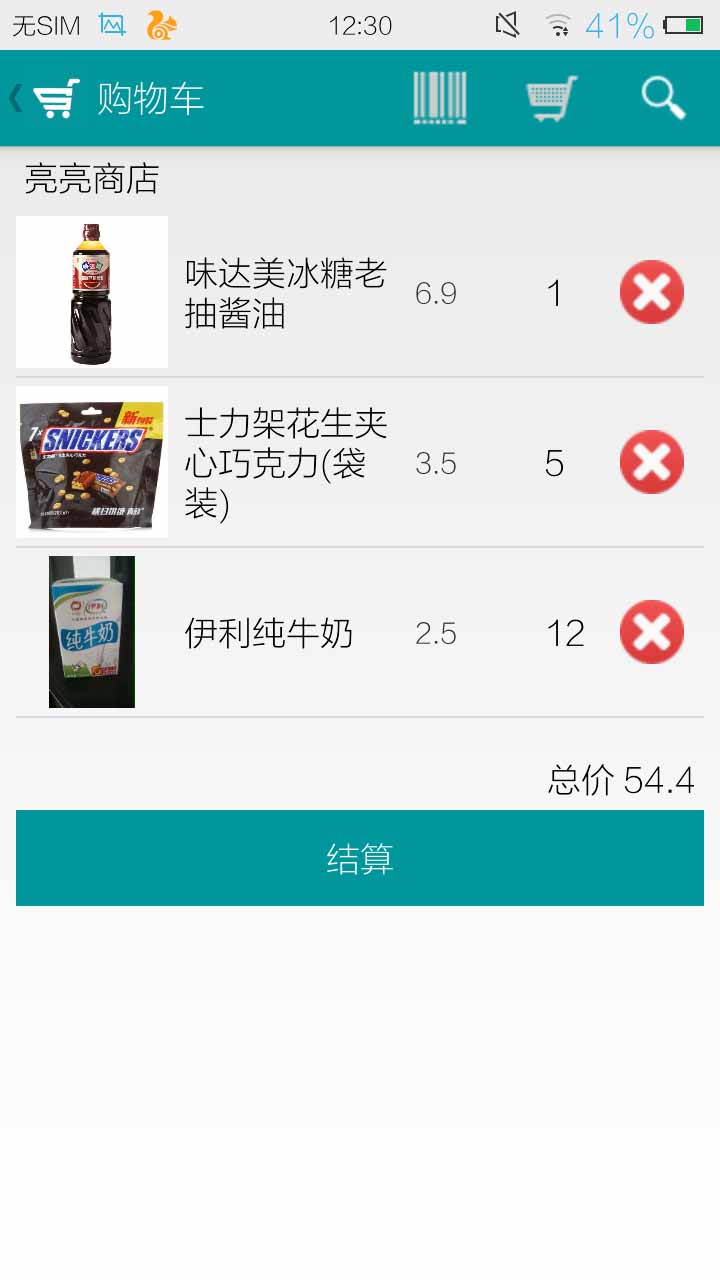 无SIM 12:30 41%
购物车
亮亮商店
味达美冰糖老
抽酱油
6.9 1
新
7× SNICKERS
士力架花生夹
心巧克力(袋
装)
3.5 5
伊利
纯牛奶
伊利纯牛奶 2.5 12
总价 54.4
结算